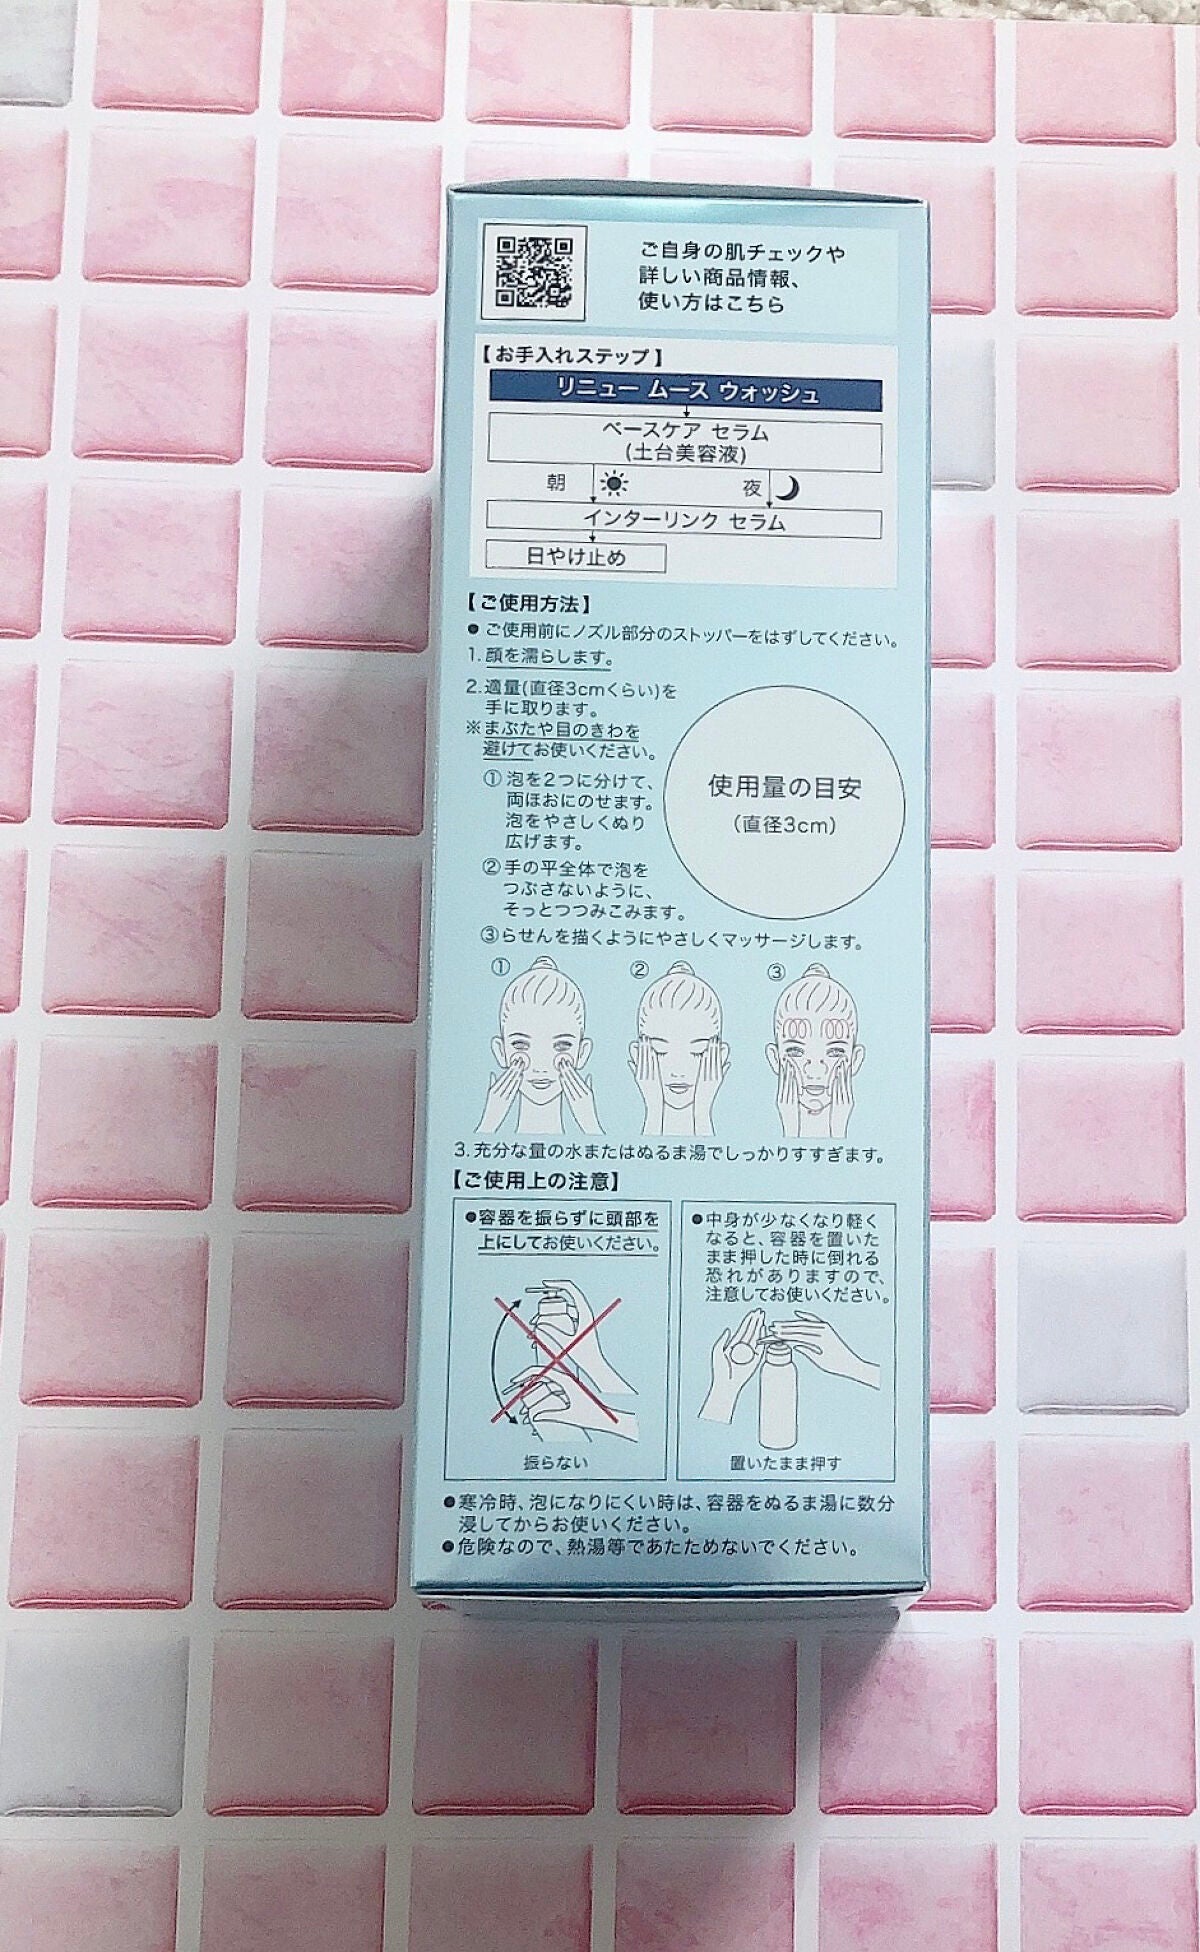 ご自身の肌チェックや
詳しい商品情報、
使い方はこちら
【お手入れステップ】
リニュー ムース ウォッシュ
ベースケア セラム
(土台美容液)
朝
夜
インターリンク セラム
日やけ止め
【ご使用方法】
● ご使用前にノズル部分のストッパーをはずしてください。
1. 顔を濡らします。
2. 適量(直径3cmくらい)を
手に取ります。
※まぶたや目のきわを
避けてお使いください。
① 泡を2つに分けて、
両ほおにのせます。
泡をやさしくぬり
広げます。
② 手の平全体で泡を
つぶさないように、
そっとつつみこみます。
使用量の目安
(直径3cm)
③らせんを描くようにやさしくマッサージします。
①
②
③
3. 充分な量の水またはぬるま湯でしっかりすすぎます。
【ご使用上の注意】
●容器を振らずに頭部を
上にしてお使いください。
振らない
●中身が少なくなり軽く
なると、容器を置いた
まま押した時に倒れる
恐れがありますので、
注意してお使いください。
置いたまま押す
●寒冷時、泡になりにくい時は、容器をぬるま湯に数分
浸してからお使いください。
●危険なので、熱湯等であたためないでください。